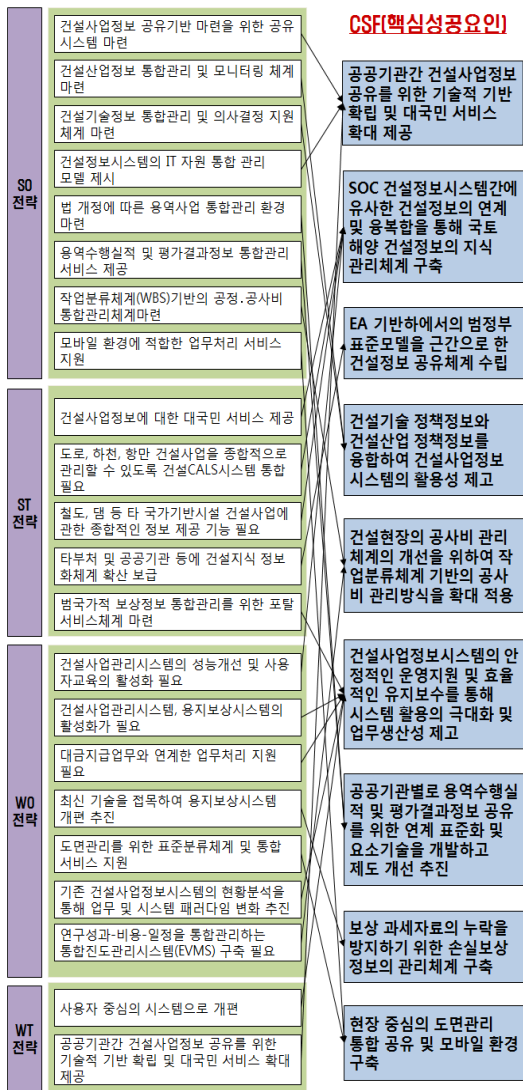 CSF(핵심성공요인)
SO
전략
건설사업정보 공유기반 마련을 위한 공유
시스템 마련
건설산업정보 통합관리 및 모니터링 체계
마련
건설기술정보 통합관리 및 의사결정 지원
체계 마련
건설정보시스템의 IT 자원 통합 관리
모델 제시
법 개정에 따른 용역사업 통합관리 환경
마련
용역수행실적 및 평가결과정보 통합관리
서비스 제공
작업분류체계(WBS)기반의 공정.공사비
통합관리체계마련
모바일 환경에 적합한 업무처리 서비스
지원
ST
전략
건설사업정보에 대한 대국민 서비스 제공
도로, 하천, 항만 건설사업을 종합적으로
관리할 수 있도록 건설CALS시스템 통합
필요
철도, 댐 등 타 국가기반시설 건설사업에
관한 종합적인 정보 제공 기능 필요
타부처 및 공공기관 등에 건설지식 정보
화체계 확산 보급
범국가적 보상정보 통합관리를 위한 포탈
서비스체계 마련
WO
전략
건설사업관리시스템의 성능개선 및 사용
자교육의 활성화 필요
건설사업관리시스템, 용지보상시스템의
활성화가 필요
대금지급업무와 연계한 업무처리 지원
필요
최신 기술을 접목하여 용지보상시스템
개편 추진
도면관리를 위한 표준분류체계 및 통합
서비스 지원
기존 건설사업정보시스템의 현황분석을
통해 업무 및 시스템 패러다임 변화 추진
연구성과-비용-일정을 통합관리하는
통합진도관리시스템(EVMS) 구축 필요
WT
전략
사용자 중심의 시스템으로 개편
공공기관간 건설사업정보 공유를 위한
기술적 기반 확립 및 대국민 서비스 확대
제공
공공기관간 건설사업정보
공유를 위한 기술적 기반
확립 및 대국민 서비스
확대 제공
SOC 건설정보시스템간에
유사한 건설정보의 연계
및 융복합을 통해 국토
해양 건설정보의 지식
관리체계 구축
EA 기반하에서의 범정부
표준모델을 근간으로 한
건설정보 공유체계 수립
건설기술 정책정보와
건설산업 정책정보를
융합하여 건설사업정보
시스템의 활용성 제고
건설현장의 공사비 관리
체계의 개선을 위하여 작
업분류체계 기반의 공사
비 관리방식을 확대 적용
건설사업정보시스템의 안
정적인 운영지원 및 효율
적인 유지보수를 통해
시스템 활용의 극대화 및
업무생산성 제고
공공기관별로 용역수행실
적 및 평가결과정보 공유
를 위한 연계 표준화 및
요소기술을 개발하고
제도 개선 추진
보상 과세자료의 누락을
방지하기 위한 손실보상
정보의 관리체계 구축
현장 중심의 도면관리
통합 공유 및 모바일 환경
구축